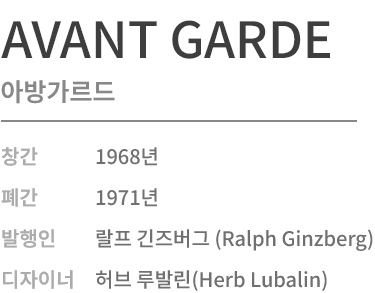 AVANT GARDE
아방가르드
창간 1968년
폐간 1971년
발행인 랄프 긴즈버그 (Ralph Ginzberg)
디자이너 허브 루발린(Herb Lubalin)